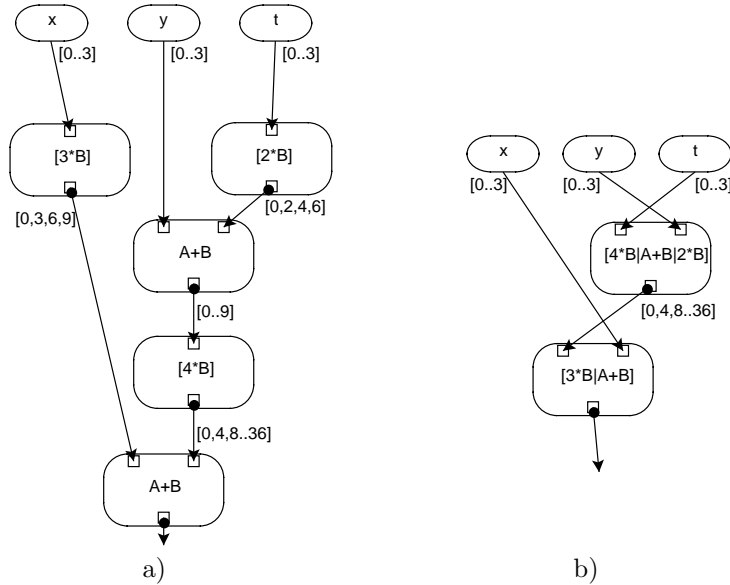 x y t
[0..3] [0..3] [0..3]
[3*B] [2*B]
[0,3,6,9] [0,2,4,6]
A+B
[0..9]
[4*B]
[0,4,8..36]
A+B
a)
x y t
[0..3] [0..3] [0..3]
[4*B|A+B|2*B]
[0,4,8..36]
[3*B|A+B]
b)